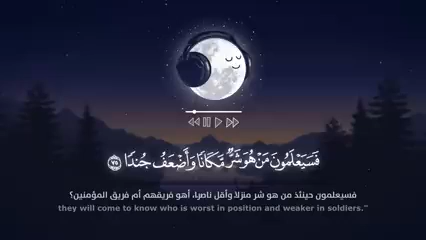 فَسَيَعْلَمُونَ مَنْ هُوَ شَرٌّ مَّكَانًا وَأَضْعَفُ جُندًا ۝٧٥
فسيعلمون حينئذ من هو شر منزلا وأقل ناصرا، أهو فريقهم أم فريق المؤمنين؟
they will come to know who is worst in position and weaker in soldiers."